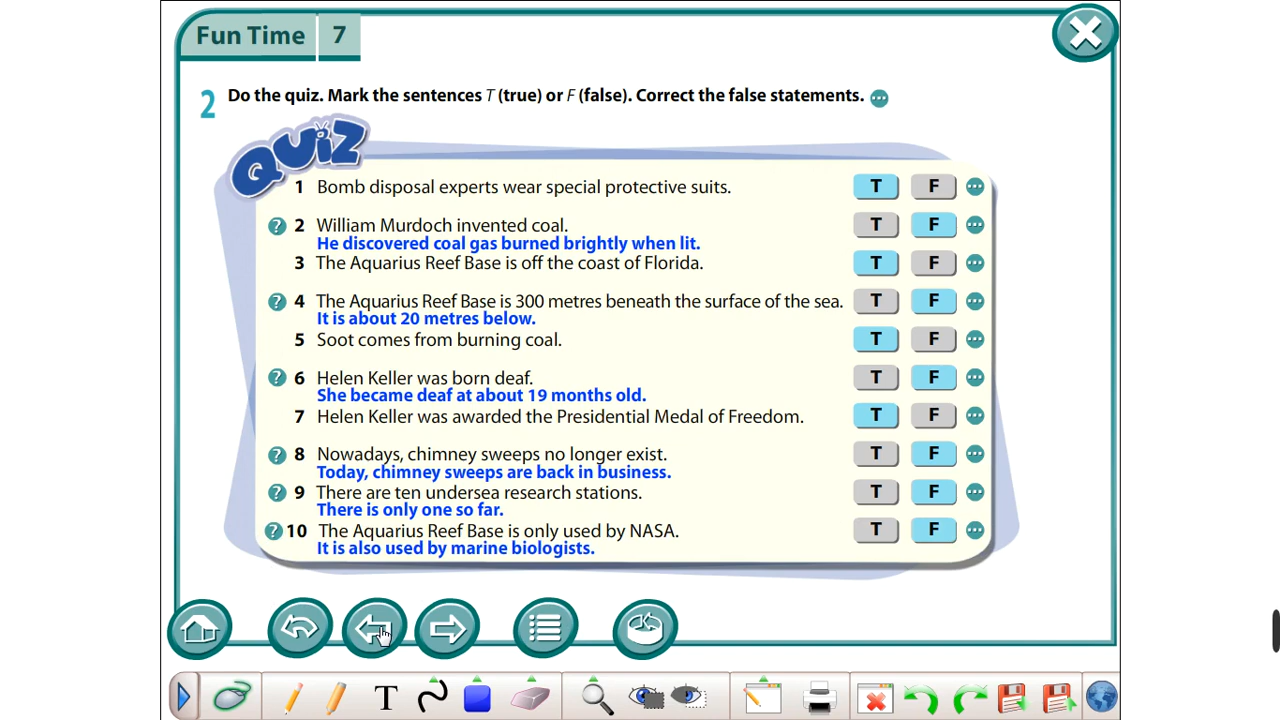 Fun Time 7
2 Do the quiz. Mark the sentences T (true) or F (false). Correct the false statements.
QUIZ
1 Bomb disposal experts wear special protective suits. T F
? 2 William Murdoch invented coal. T F
He discovered coal gas burned brightly when lit.
3 The Aquarius Reef Base is off the coast of Florida. T F
? 4 The Aquarius Reef Base is 300 metres beneath the surface of the sea. T F
It is about 20 metres below.
5 Soot comes from burning coal. T F
? 6 Helen Keller was born deaf. T F
She became deaf at about 19 months old.
7 Helen Keller was awarded the Presidential Medal of Freedom. T F
? 8 Nowadays, chimney sweeps no longer exist. T F
Today, chimney sweeps are back in business.
? 9 There are ten undersea research stations. T F
There is only one so far.
? 10 The Aquarius Reef Base is only used by NASA. T F
It is also used by marine biologists.
T